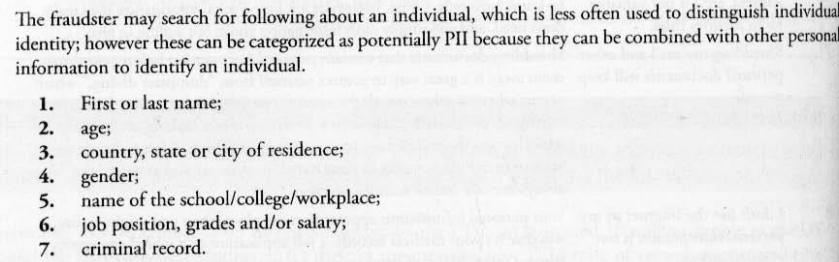 The fraudster may search for following about an individual, which is less often used to distinguish individual
identity; however these can be categorized as potentially PII because they can be combined with other personal
information to identify an individual.
1. First or last name;
2. age;
3. country, state or city of residence;
4. gender;
5. name of the school/college/workplace;
6. job position, grades and/or salary;
7. criminal record.